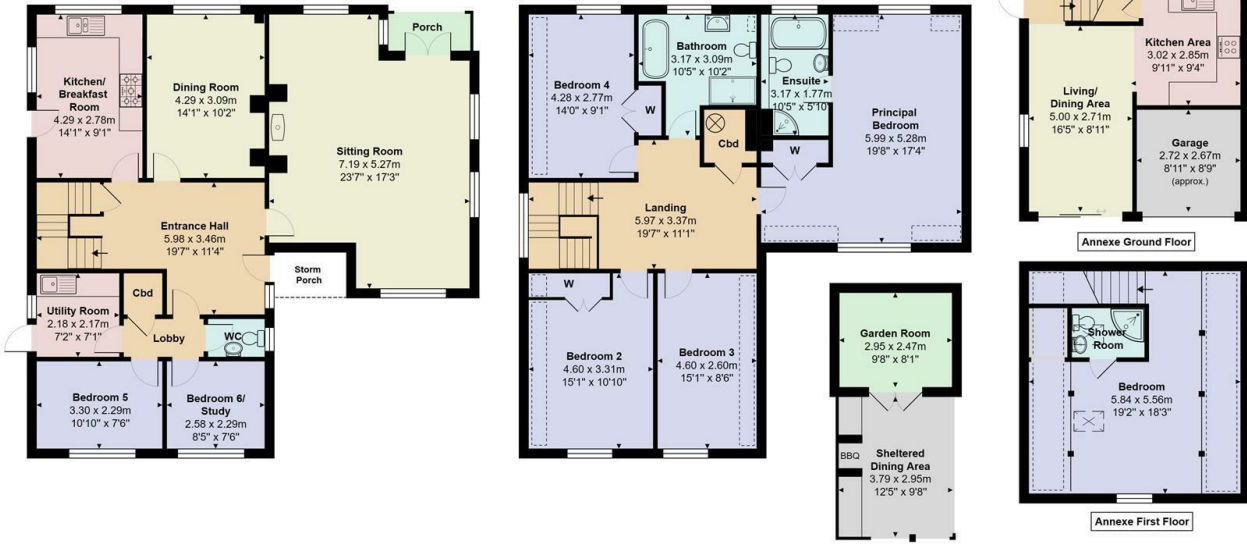 Kitchen/
Breakfast
Room
4.29 x 2.78m
14'1" x 9'1"
Dining Room
4.29 x 3.09m
14'1" x 10'2"
Porch
Sitting Room
7.19 x 5.27m
23'7" x 17'3"
Entrance Hall
5.98 x 3.46m
19'7" x 11'4"
Storm
Porch
Cbd
Utility Room
2.18 x 2.17m
7'2" x 7'1"
Lobby
WC
Bedroom 5
3.30 x 2.29m
10'10" x 7'6"
Bedroom 6/
Study
2.58 x 2.29m
8'5" x 7'6"
Bedroom 4
4.28 x 2.77m
14'0" x 9'1"
W
Bathroom
3.17 x 3.09m
10'5" x 10'2"
Ensuite
3.17 x 1.77m
10'5" x 5'10"
Cbd
W
Principal
Bedroom
5.99 x 5.28m
19'8" x 17'4"
Landing
5.97 x 3.37m
19'7" x 11'1"
W
Bedroom 2
4.60 x 3.31m
15'1" x 10'10"
Bedroom 3
4.60 x 2.60m
15'1" x 8'6"
Garden Room
2.95 x 2.47m
9'8" x 8'1"
BBQ
Sheltered
Dining Area
3.79 x 2.95m
12'5" x 9'8"
Kitchen Area
3.02 x 2.85m
9'11" x 9'4"
Living/
Dining Area
5.00 x 2.71m
16'5" x 8'11"
Garage
2.72 x 2.67m
8'11" x 8'9"
(approx.)
Annexe Ground Floor
Shower
Room
Bedroom
5.84 x 5.56m
19'2" x 18'3"
Annexe First Floor